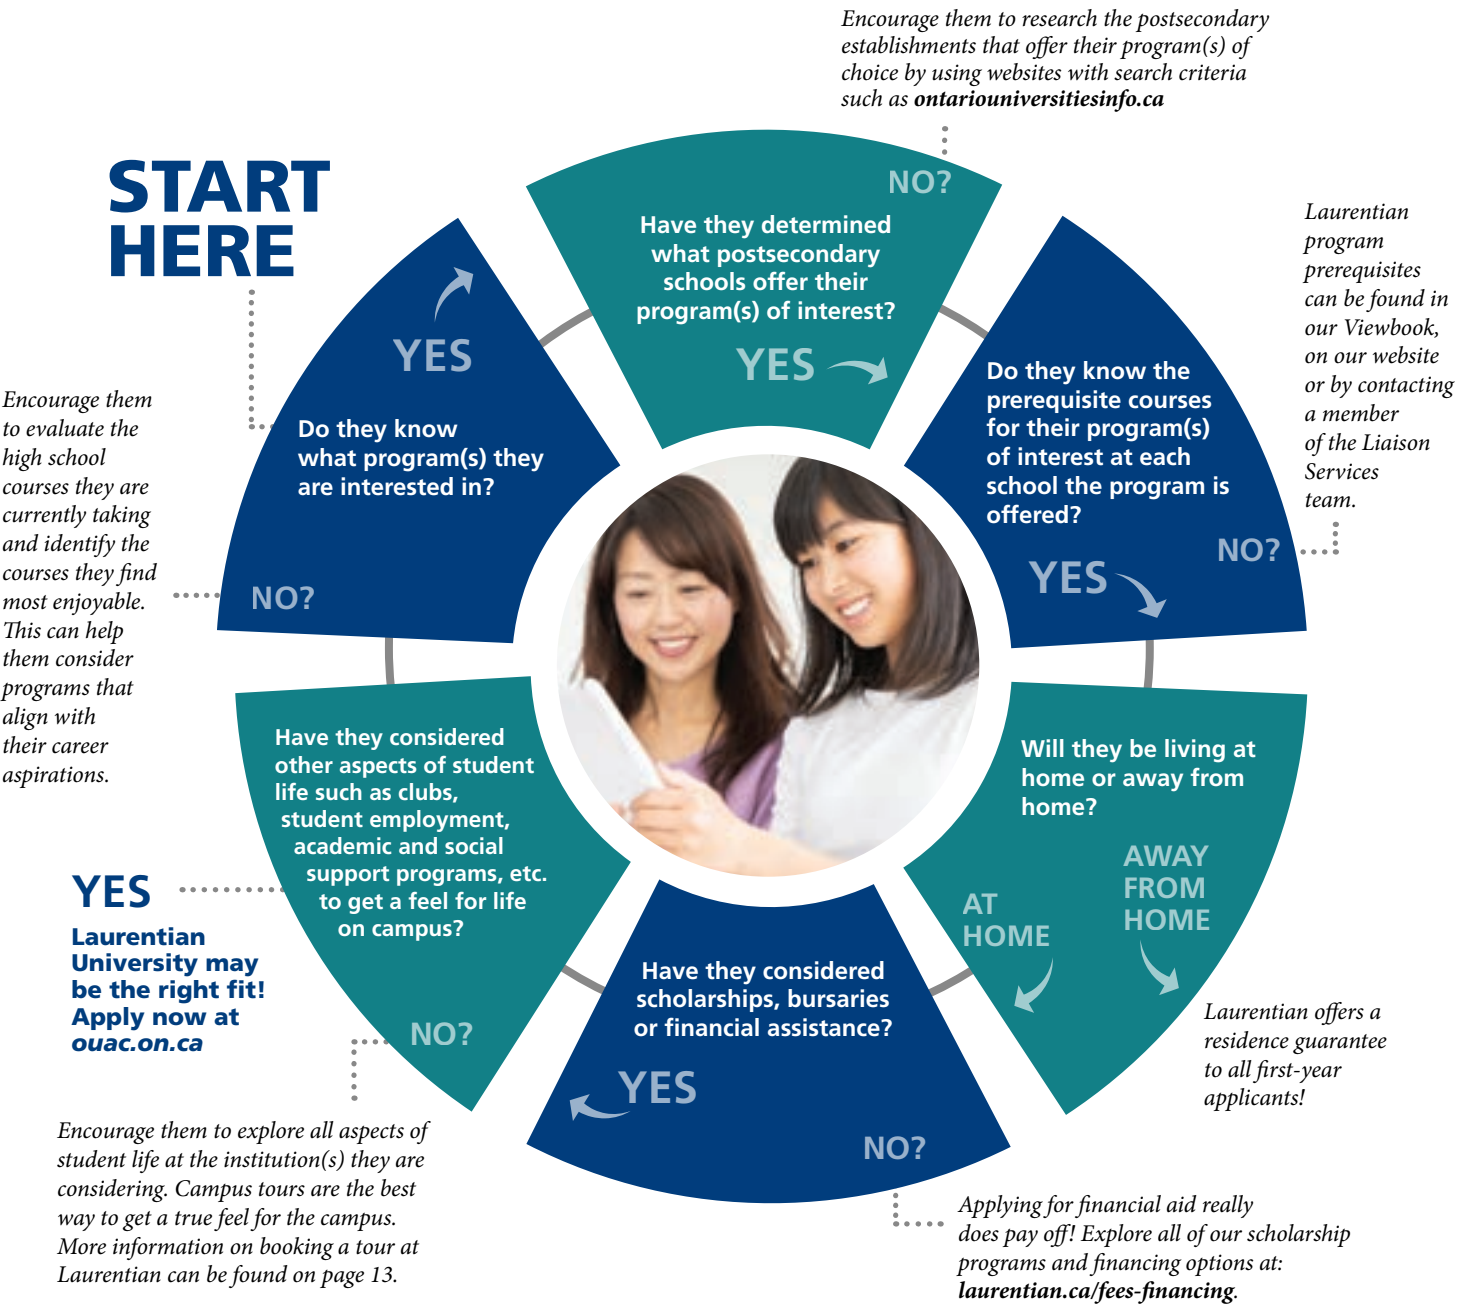 START
HERE
YES
Do they know
what program(s) they
are interested in?
NO?
Encourage them
to evaluate the
high school
courses they are
currently taking
and identify the
courses they find
most enjoyable.
This can help
them consider
programs that
align with
their career
aspirations.
Encourage them to research the postsecondary
establishments that offer their program(s) of
choice by using websites with search criteria
such as ontariouniversitiesinfo.ca
NO?
Have they determined
what postsecondary
schools offer their
program(s) of interest?
YES
Do they know the
prerequisite courses
for their program(s)
of interest at each
school the program is
offered?
NO?
YES
Laurentian
program
prerequisites
can be found in
our Viewbook,
on our website
or by contacting
a member
of the Liaison
Services
team.
Will they be living at
home or away from
home?
AWAY
FROM
HOME
AT
HOME
Laurentian offers a
residence guarantee
to all first-year
applicants!
Have they considered
scholarships, bursaries
or financial assistance?
YES
NO?
Applying for financial aid really
does pay off! Explore all of our scholarship
programs and financing options at:
laurentian.ca/fees-financing.
Have they considered
other aspects of student
life such as clubs,
student employment,
academic and social
support programs, etc.
to get a feel for life
on campus?
NO?
YES
Laurentian
University may
be the right fit!
Apply now at
ouac.on.ca
Encourage them to explore all aspects of
student life at the institution(s) they are
considering. Campus tours are the best
way to get a true feel for the campus.
More information on booking a tour at
Laurentian can be found on page 13.